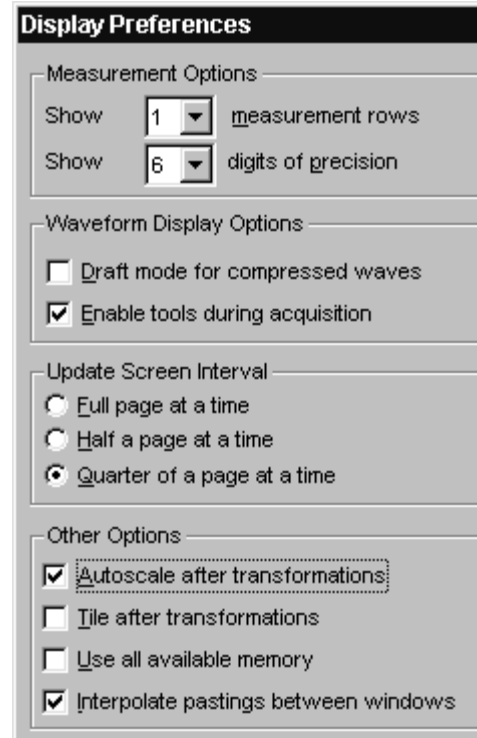 Display Preferences
Measurement Options
Show 1 measurement rows
Show 6 digits of precision
Waveform Display Options
Draft mode for compressed waves
Enable tools during acquisition
Update Screen Interval
Full page at a time
Half a page at a time
Quarter of a page at a time
Other Options
Autoscale after transformations
Tile after transformations
Use all available memory
Interpolate pastings between windows